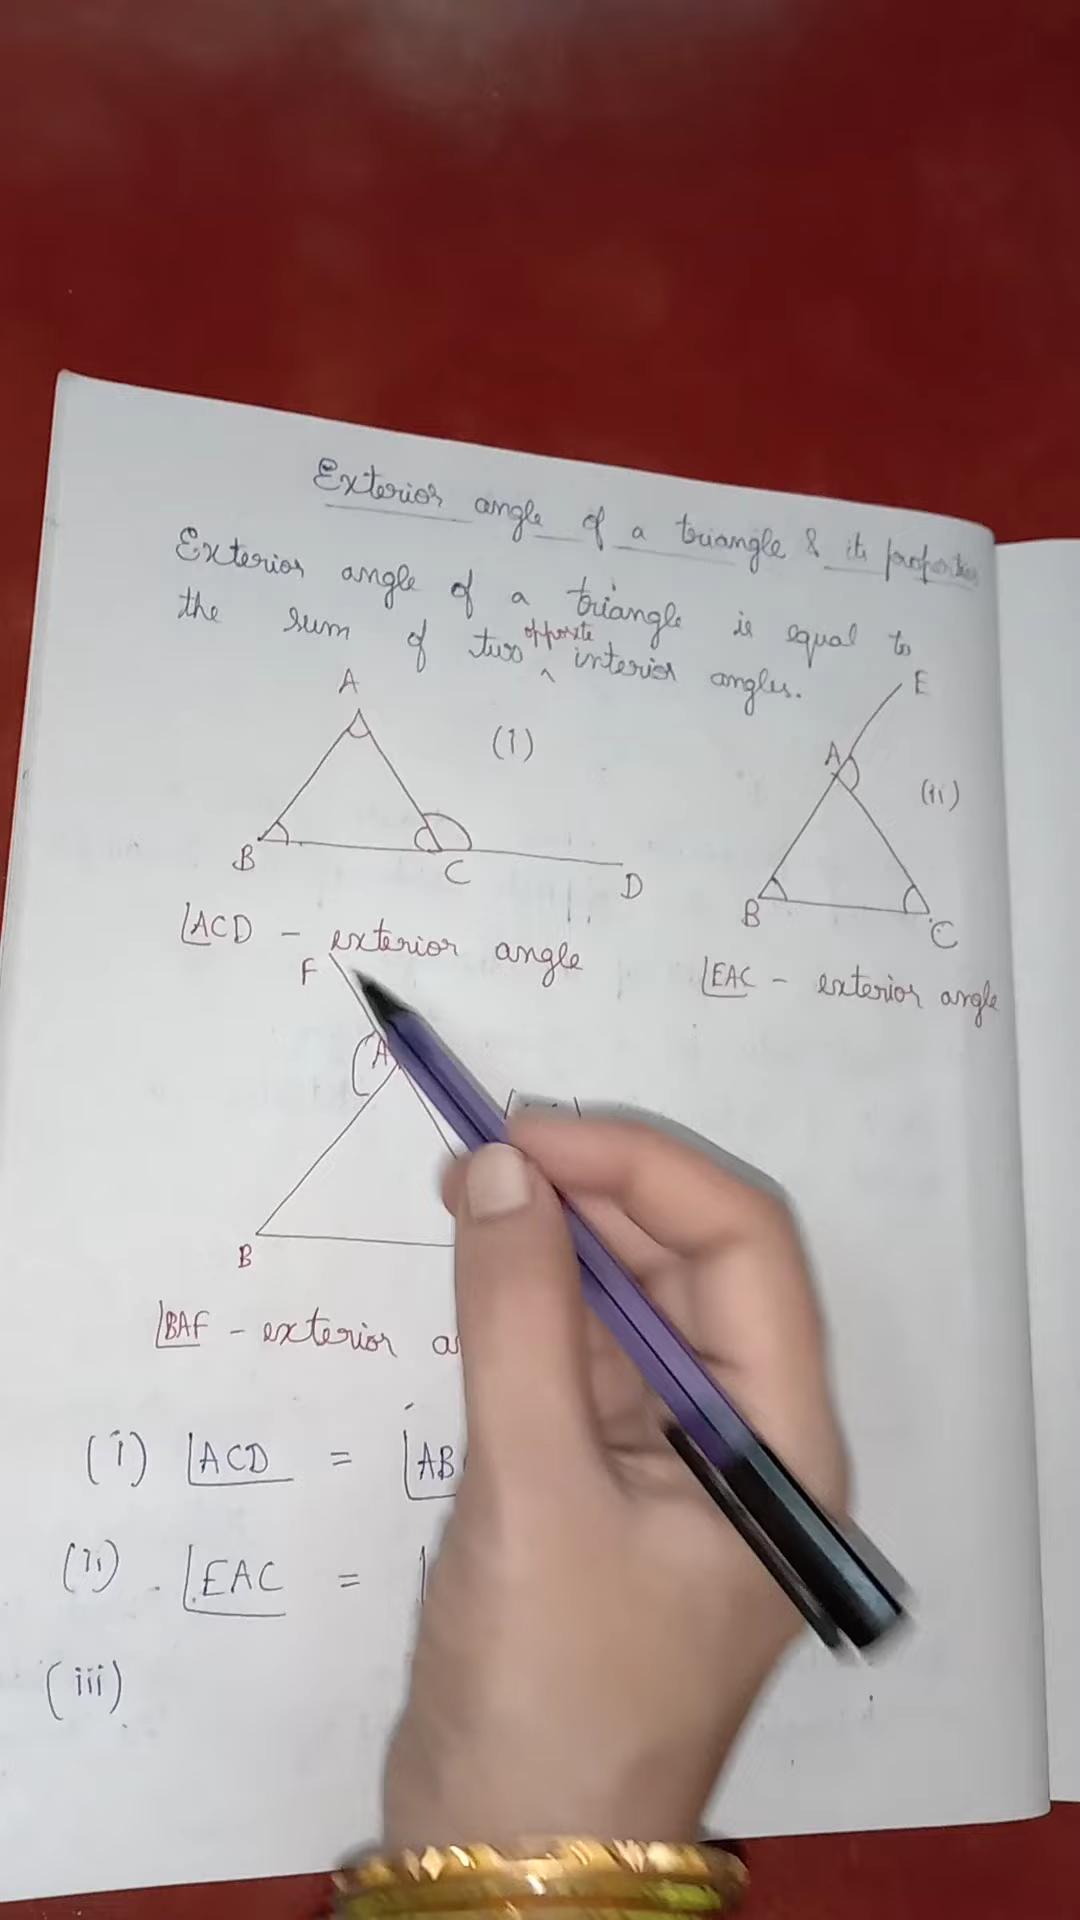 Exterior angle of a triangle & its properties
Exterior angle of a triangle is equal to
the sum of two opposite interior angles.
A
(I)
B
C
D
E
A
(ii)
B
C
∠ACD - exterior angle
∠EAC - exterior angle
F
A
B
∠BAF - exterior
(i) ∠ACD = ∠AB
(ii) ∠EAC =
(iii)